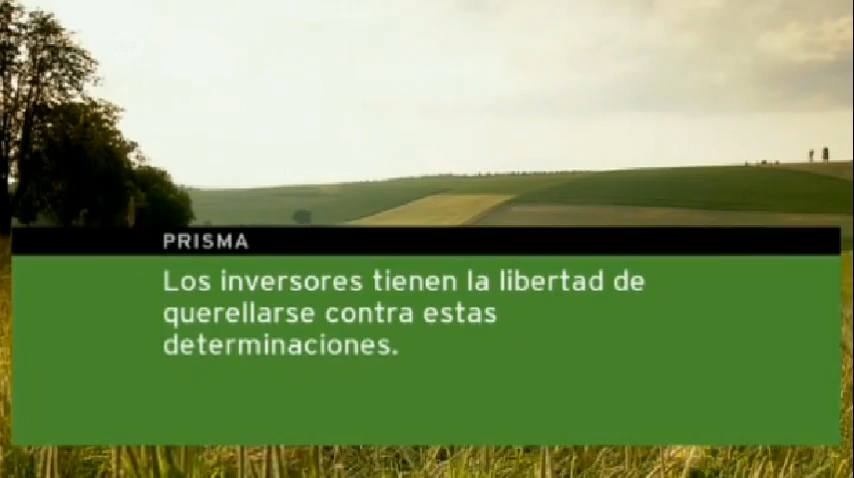 PRISMA
Los inversores tienen la libertad de
querellarse contra estas
determinaciones.